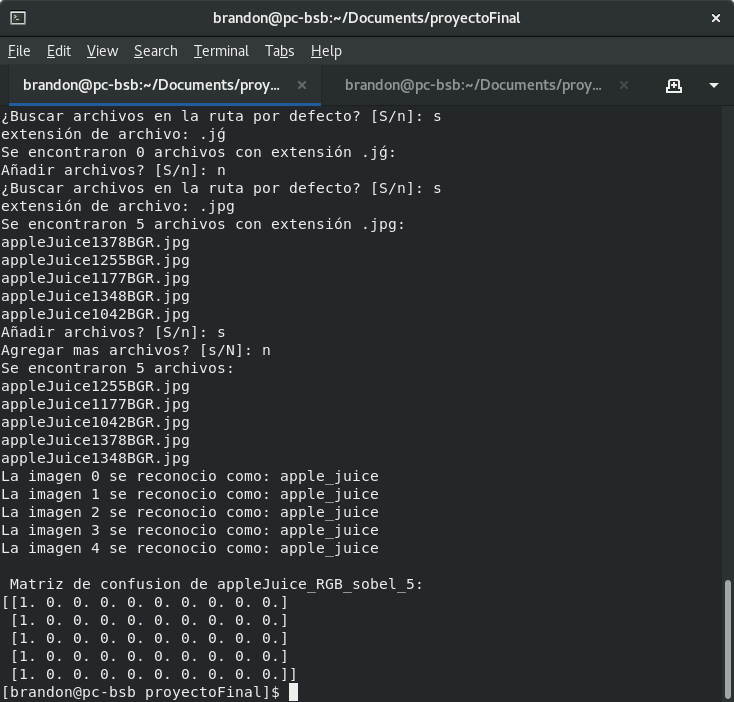 brandon@pc-bsb:~/Documents/proyectoFinal
File Edit View Search Terminal Tabs Help
brandon@pc-bsb:~/Documents/proy... brandon@pc-bsb:~/Documents/proy...
¿Buscar archivos en la ruta por defecto? [S/n]: s
extensión de archivo: .jǵ
Se encontraron 0 archivos con extensión .jǵ:
Añadir archivos? [S/n]: n
¿Buscar archivos en la ruta por defecto? [S/n]: s
extensión de archivo: .jpg
Se encontraron 5 archivos con extensión .jpg:
appleJuice1378BGR.jpg
appleJuice1255BGR.jpg
appleJuice1177BGR.jpg
appleJuice1348BGR.jpg
appleJuice1042BGR.jpg
Añadir archivos? [S/n]: s
Agregar mas archivos? [s/N]: n
Se encontraron 5 archivos:
appleJuice1255BGR.jpg
appleJuice1177BGR.jpg
appleJuice1042BGR.jpg
appleJuice1378BGR.jpg
appleJuice1348BGR.jpg
La imagen 0 se reconocio como: apple_juice
La imagen 1 se reconocio como: apple_juice
La imagen 2 se reconocio como: apple_juice
La imagen 3 se reconocio como: apple_juice
La imagen 4 se reconocio como: apple_juice
Matriz de confusion de appleJuice_RGB_sobel_5:
[[1. 0. 0. 0. 0. 0. 0. 0. 0. 0.]
[1. 0. 0. 0. 0. 0. 0. 0. 0. 0.]
[1. 0. 0. 0. 0. 0. 0. 0. 0. 0.]
[1. 0. 0. 0. 0. 0. 0. 0. 0. 0.]
[1. 0. 0. 0. 0. 0. 0. 0. 0. 0.]]
[brandon@pc-bsb proyectoFinal]$